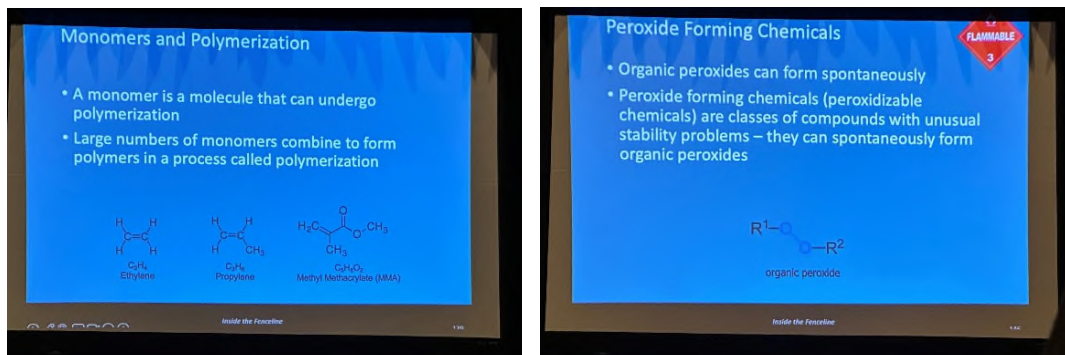 Monomers and Polymerization
• A monomer is a molecule that can undergo
polymerization
• Large numbers of monomers combine to form
polymers in a process called polymerization
H H
C=C
H H
C₂H₄
Ethylene
H H
C=C
H CH₃
C₃H₆
Propylene
O
H₂C CH₃
O
CH₃
C₅H₈O₂
Methyl Methacrylate (MMA)
Inside the Fenceline
Peroxide Forming Chemicals
FLAMMABLE
3
• Organic peroxides can form spontaneously
• Peroxide forming chemicals (peroxidizable
chemicals) are classes of compounds with unusual
stability problems – they can spontaneously form
organic peroxides
R¹–O
O–R²
organic peroxide
Inside the Fenceline